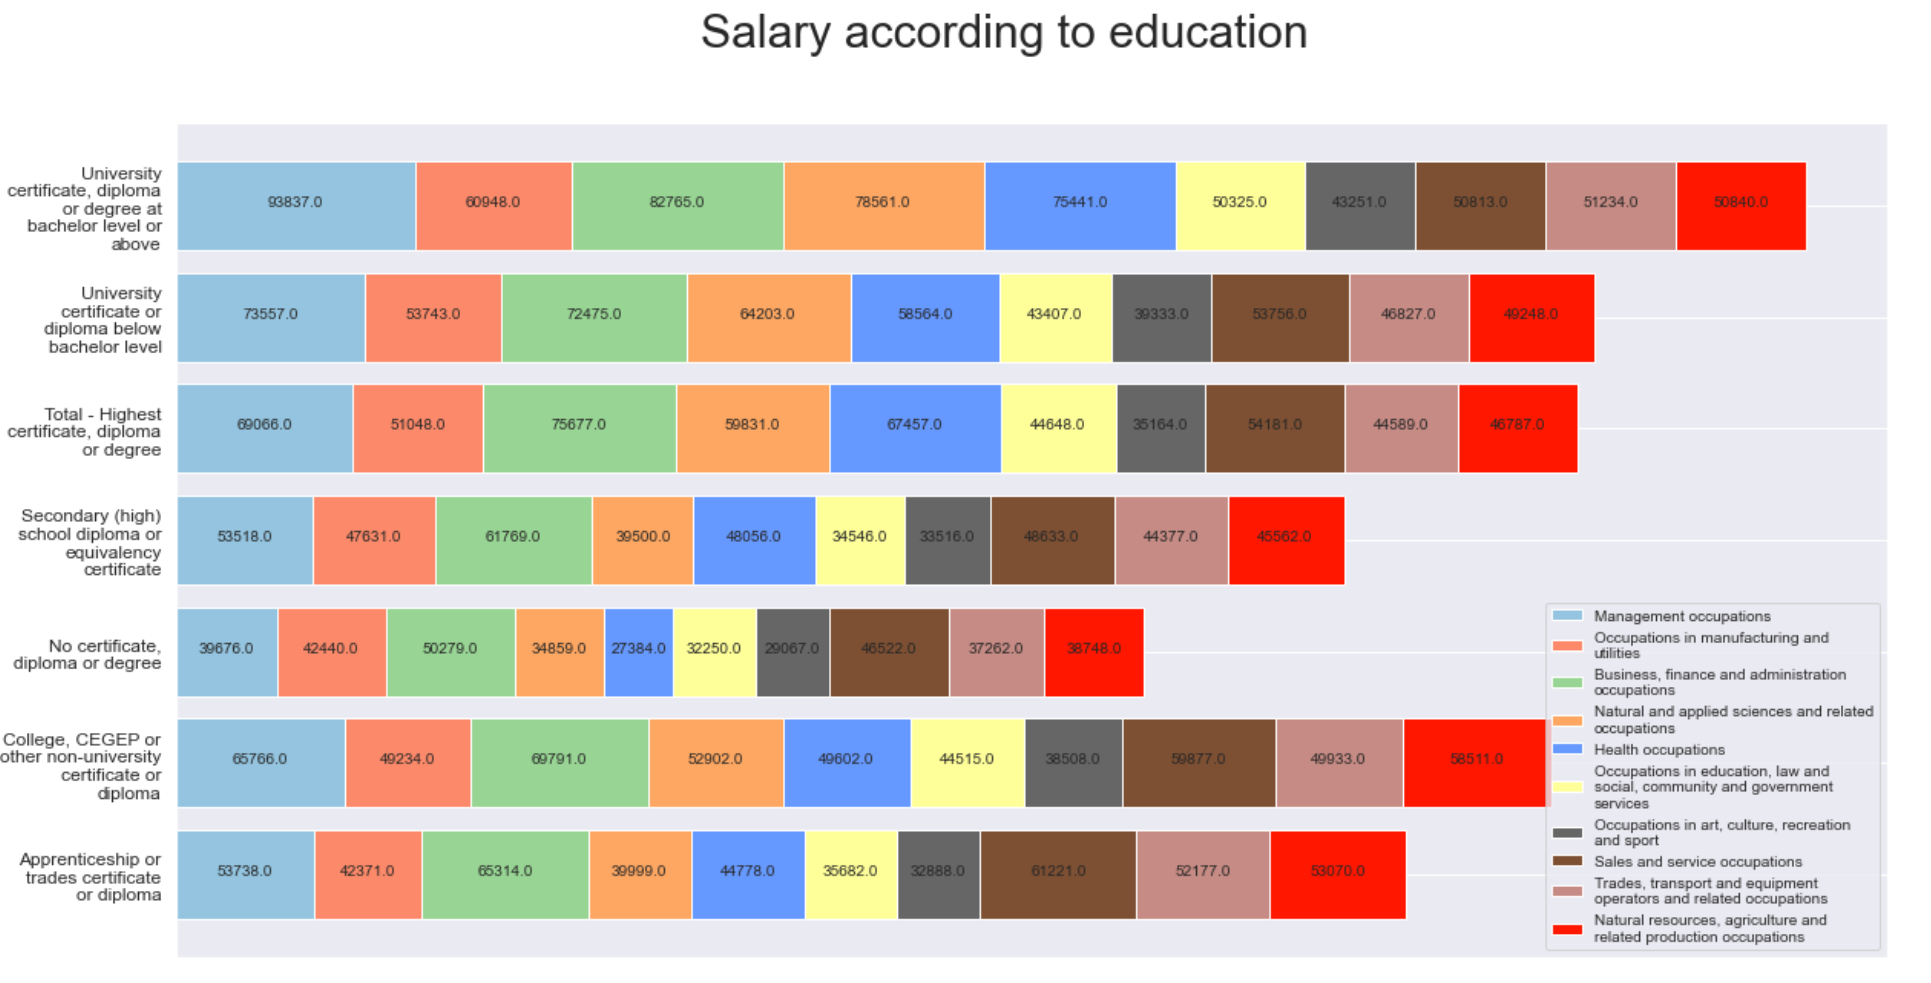 Salary according to education
University
certificate, diploma
or degree at
bachelor level or
above
93837.0 60948.0 82765.0 78561.0 75441.0 50325.0 43251.0 50813.0 51234.0 50840.0
University
certificate or
diploma below
bachelor level
73557.0 53743.0 72475.0 64203.0 58564.0 43407.0 39333.0 53756.0 46827.0 49248.0
Total - Highest
certificate, diploma
or degree
69066.0 51048.0 75677.0 59831.0 67457.0 44648.0 35164.0 54181.0 44589.0 46787.0
Secondary (high)
school diploma or
equivalency
certificate
53518.0 47631.0 61769.0 39500.0 48056.0 34546.0 33516.0 48633.0 44377.0 45562.0
No certificate,
diploma or degree
39676.0 42440.0 50279.0 34859.0 27384.0 32250.0 29067.0 46522.0 37262.0 38748.0
College, CEGEP or
other non-university
certificate or
diploma
65766.0 49234.0 69791.0 52902.0 49602.0 44515.0 38508.0 59877.0 49933.0 58511.0
Apprenticeship or
trades certificate
or diploma
53738.0 42371.0 65314.0 39999.0 44778.0 35682.0 32888.0 61221.0 52177.0 53070.0
Management occupations
Occupations in manufacturing and
utilities
Business, finance and administration
occupations
Natural and applied sciences and related
occupations
Health occupations
Occupations in education, law and
social, community and government
services
Occupations in art, culture, recreation
and sport
Sales and service occupations
Trades, transport and equipment
operators and related occupations
Natural resources, agriculture and
related production occupations